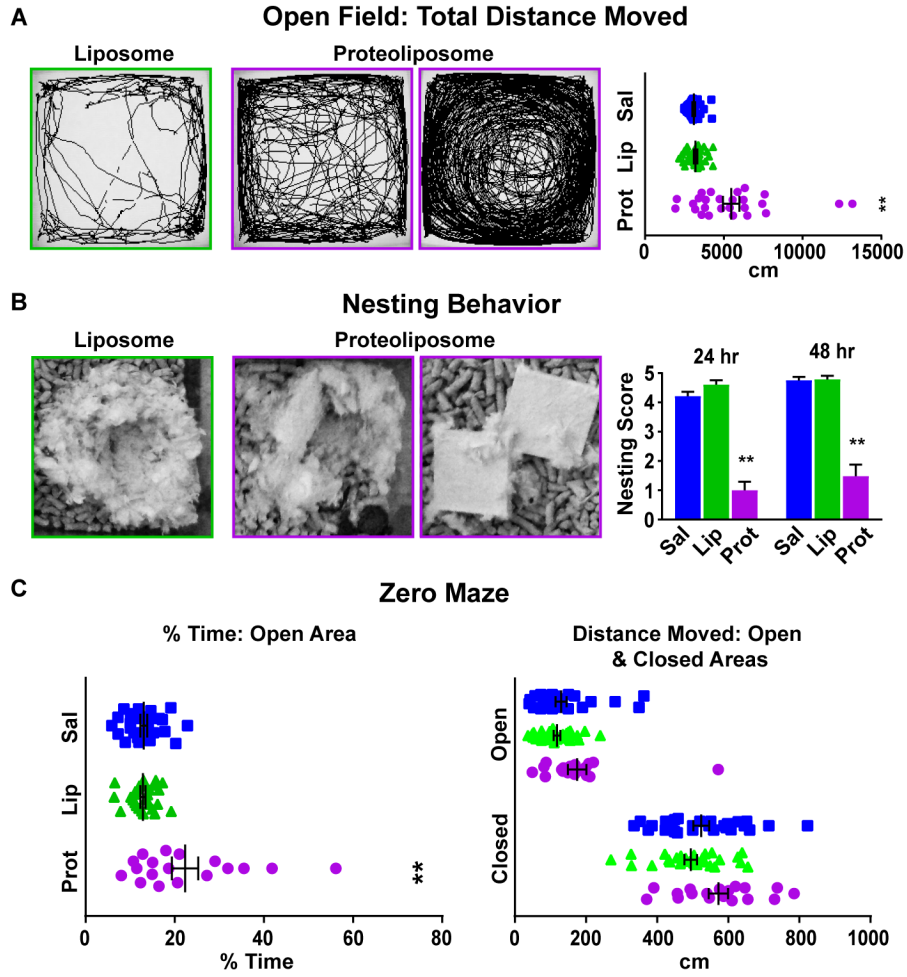 A
Open Field: Total Distance Moved
Liposome
Proteoliposome
Sal
Lip
Prot
**
0
5000
10000
15000
cm
B
Nesting Behavior
Liposome
Proteoliposome
24 hr
48 hr
Nesting Score
5
4
3
2
1
0
**
**
Sal
Lip
Prot
Sal
Lip
Prot
C
Zero Maze
% Time: Open Area
Sal
Lip
Prot
**
0
20
40
60
80
% Time
Distance Moved: Open
& Closed Areas
Open
Closed
0
200
400
600
800
1000
cm